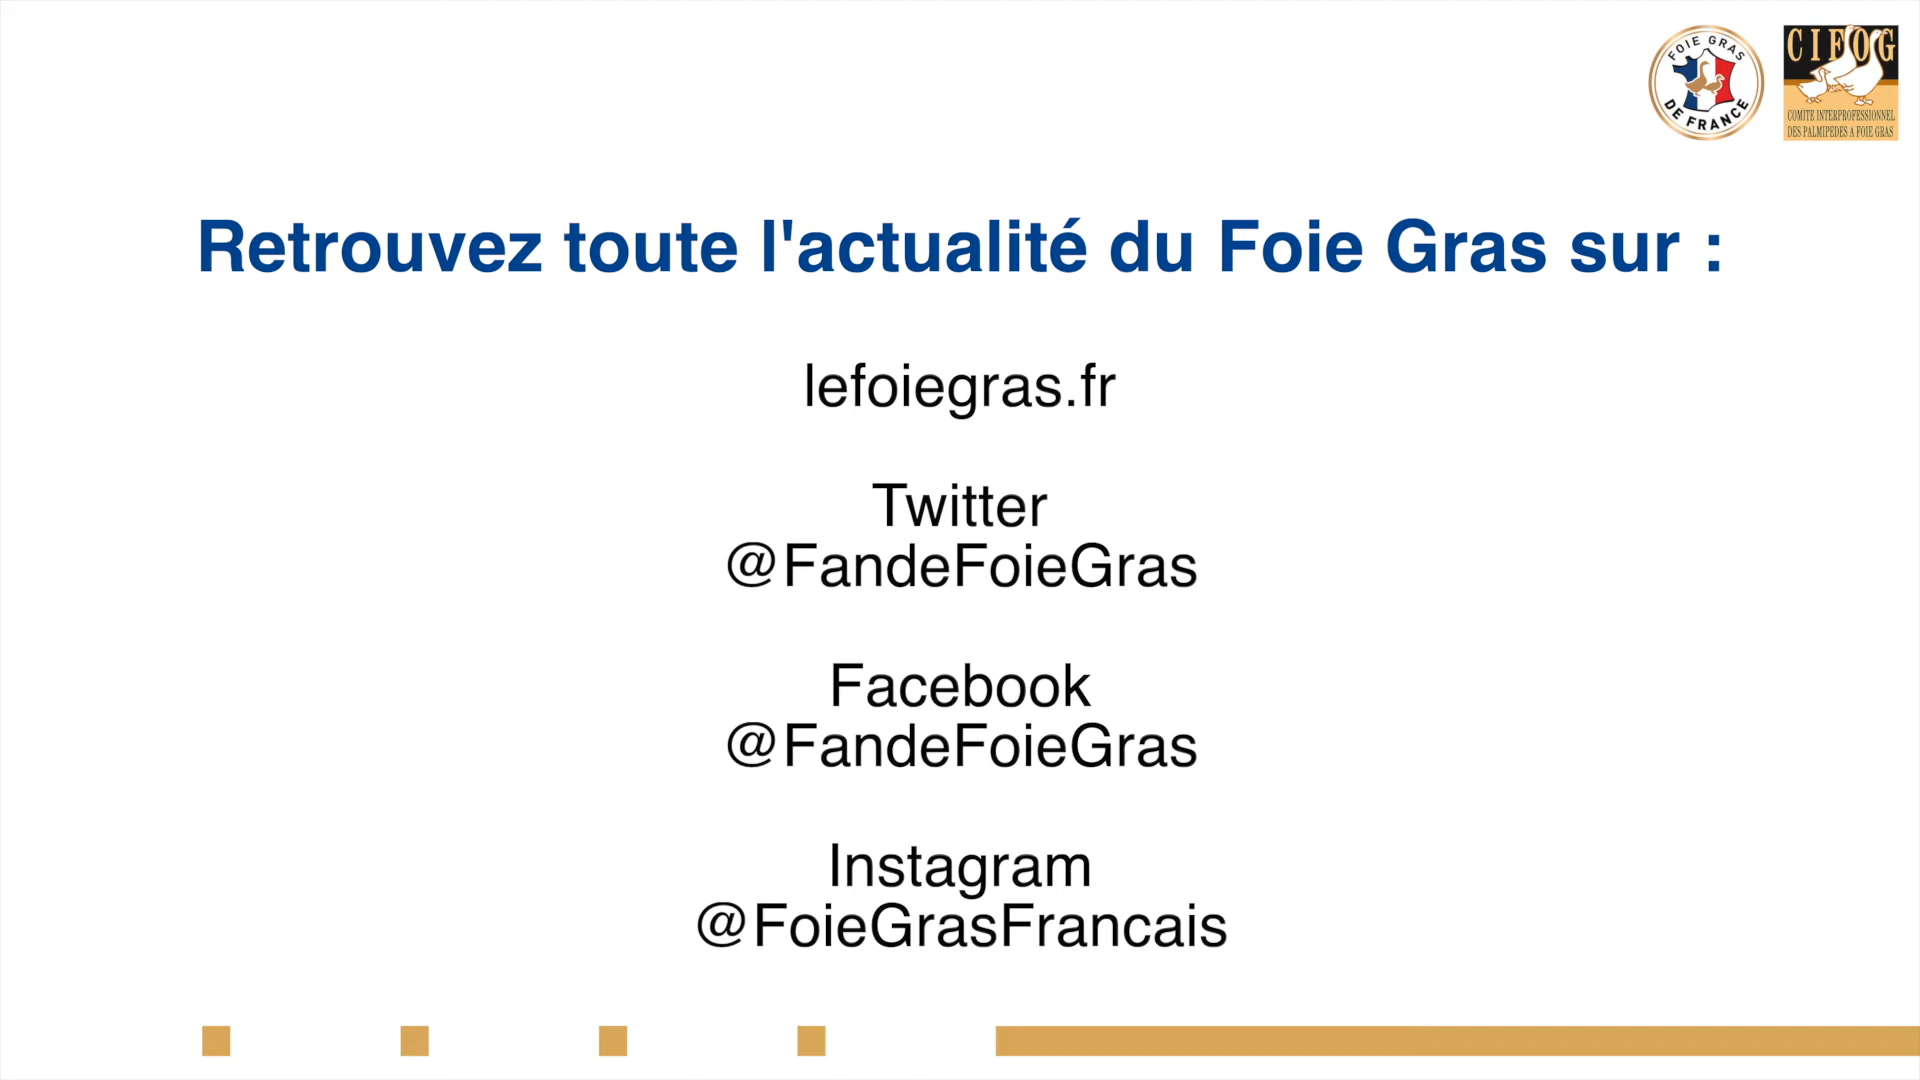 FOIE GRAS
DE FRANCE
CIFOG
COMITE INTERPROFESSIONNEL
DES PALMIPEDES A FOIE GRAS
Retrouvez toute l'actualité du Foie Gras sur :
lefoiegras.fr
Twitter
@FandeFoieGras
Facebook
@FandeFoieGras
Instagram
@FoieGrasFrancais